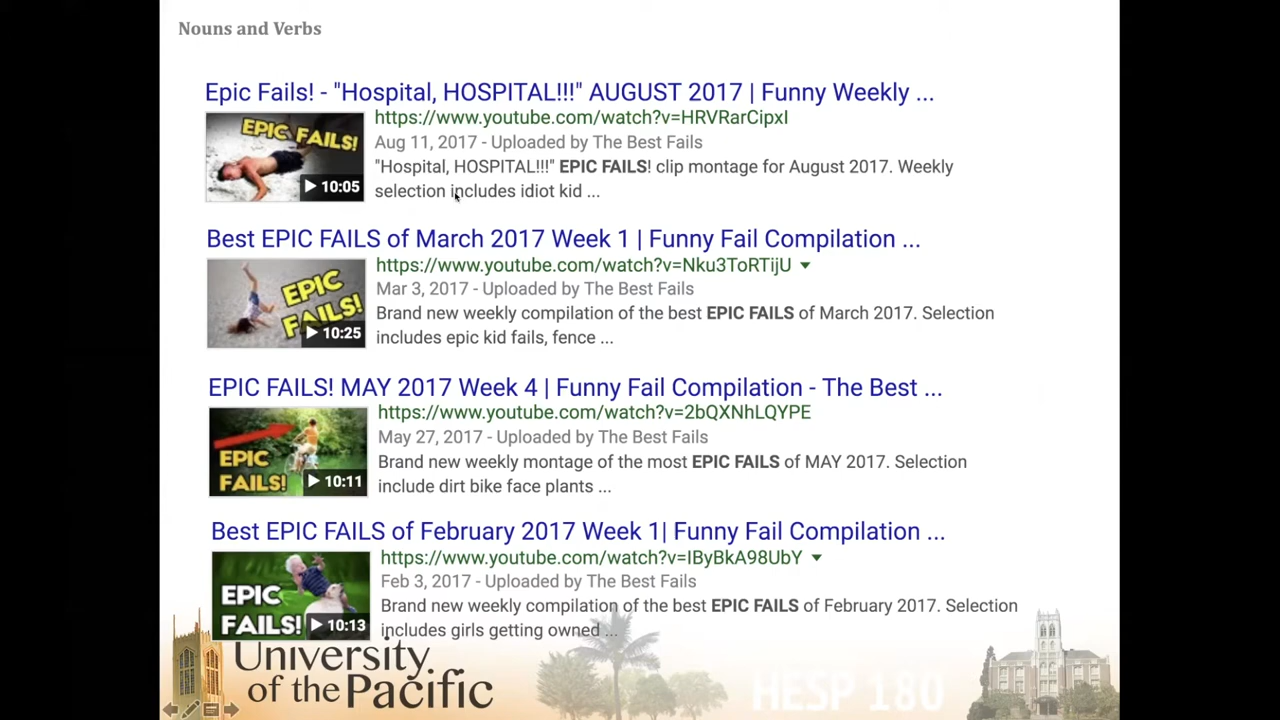 Nouns and Verbs
Epic Fails! - "Hospital, HOSPITAL!!!" AUGUST 2017 | Funny Weekly ...
https://www.youtube.com/watch?v=HRVRarCipxI
Aug 11, 2017 - Uploaded by The Best Fails
"Hospital, HOSPITAL!!!" EPIC FAILS! clip montage for August 2017. Weekly
selection includes idiot kid ...
EPIC FAILS!
10:05
Best EPIC FAILS of March 2017 Week 1 | Funny Fail Compilation ...
https://www.youtube.com/watch?v=Nku3ToRTijU
Mar 3, 2017 - Uploaded by The Best Fails
Brand new weekly compilation of the best EPIC FAILS of March 2017. Selection
includes epic kid fails, fence ...
EPIC
FAILS!
10:25
EPIC FAILS! MAY 2017 Week 4 | Funny Fail Compilation - The Best ...
https://www.youtube.com/watch?v=2bQXNhLQYPE
May 27, 2017 - Uploaded by The Best Fails
Brand new weekly montage of the most EPIC FAILS of MAY 2017. Selection
include dirt bike face plants ...
EPIC
FAILS!
10:11
Best EPIC FAILS of February 2017 Week 1| Funny Fail Compilation ...
https://www.youtube.com/watch?v=IByBkA98UbY
Feb 3, 2017 - Uploaded by The Best Fails
Brand new weekly compilation of the best EPIC FAILS of February 2017. Selection
includes girls getting owned ...
EPIC
FAILS!
10:13
University
of the Pacific
HESP 180